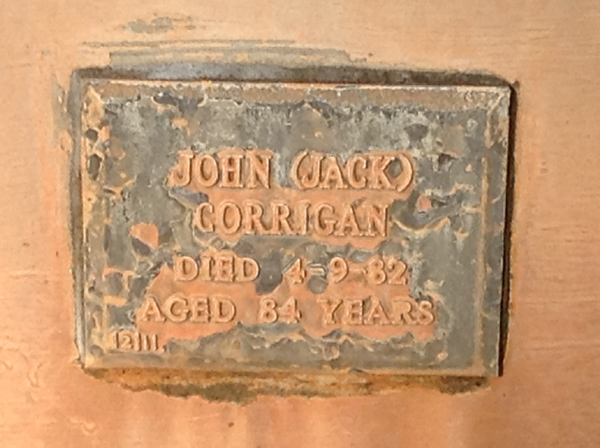 JOHN (JACK)
CORRIGAN
DIED 4-9-82
AGED 84 YEARS
12111.